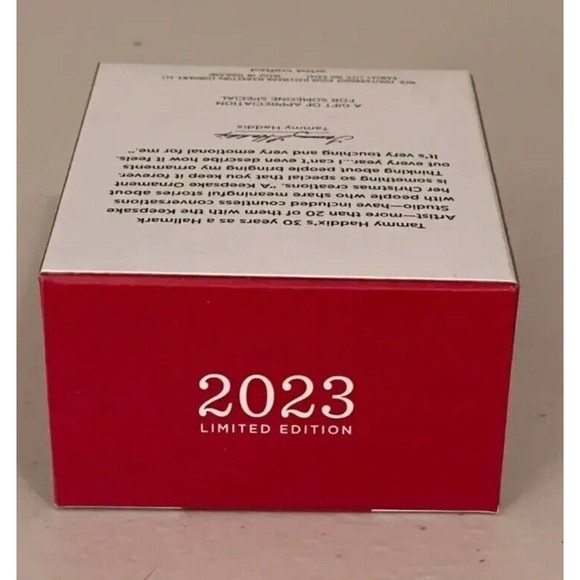 Tammy Haddix's 30 years as a Hallmark
Artist—more than 20 of them with the Keepsake
Studio—have included countless conversations
with people who share meaningful stories about
her Christmas creations. "A Keepsake Ornament
is something so special that you keep it forever.
Thinking about people bringing my ornaments
out every year...I can't even describe how it feels.
It's very touching and very emotional for me."
Tammy Haddix
Tammy Haddix
A GIFT OF APPRECIATION
FOR SOMEONE SPECIAL
2023
LIMITED EDITION